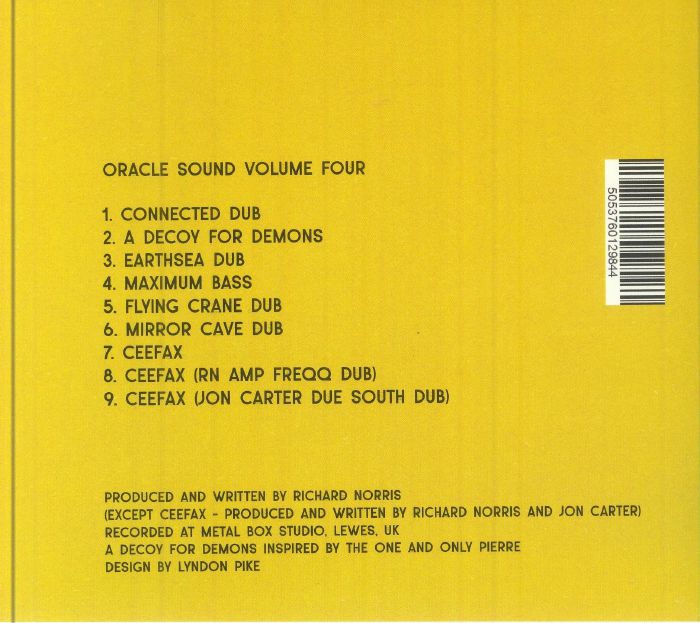 ORACLE SOUND VOLUME FOUR
1. CONNECTED DUB
2. A DECOY FOR DEMONS
3. EARTHSEA DUB
4. MAXIMUM BASS
5. FLYING CRANE DUB
6. MIRROR CAVE DUB
7. CEEFAX
8. CEEFAX (RN AMP FREQQ DUB)
9. CEEFAX (JON CARTER DUE SOUTH DUB)
5053760129844
PRODUCED AND WRITTEN BY RICHARD NORRIS
(EXCEPT CEEFAX - PRODUCED AND WRITTEN BY RICHARD NORRIS AND JON CARTER)
RECORDED AT METAL BOX STUDIO, LEWES, UK
A DECOY FOR DEMONS INSPIRED BY THE ONE AND ONLY PIERRE
DESIGN BY LYNDON PIKE